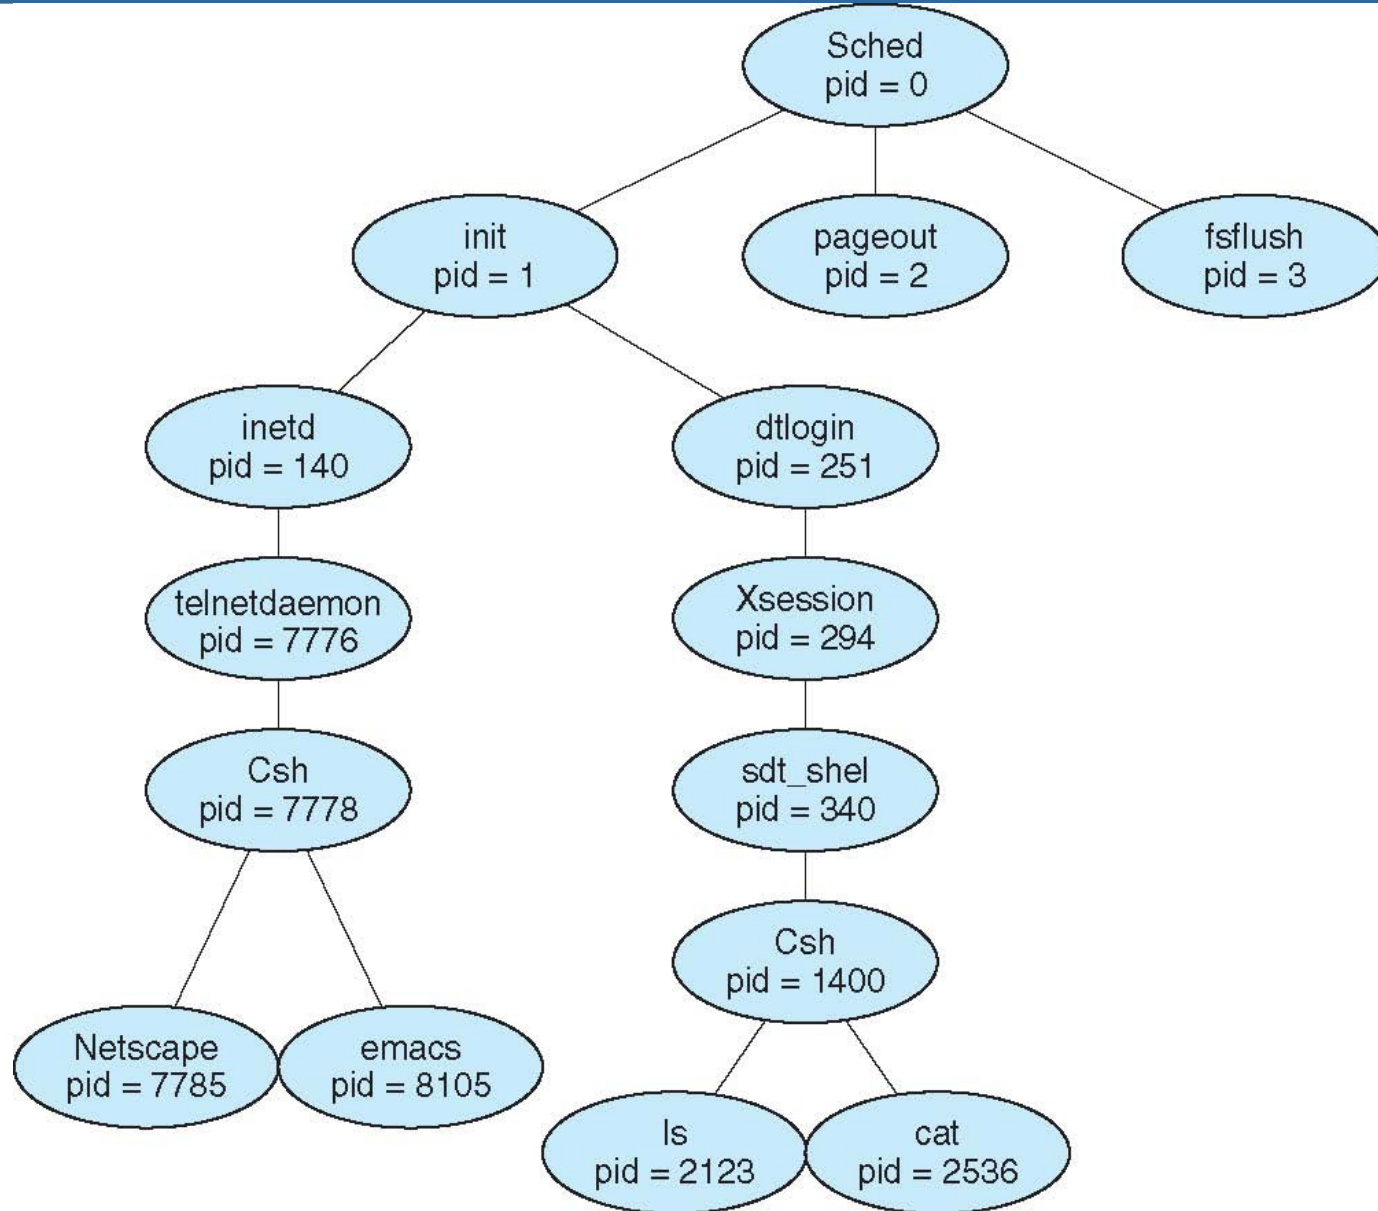 Sched
pid = 0
init
pid = 1
pageout
pid = 2
fsflush
pid = 3
inetd
pid = 140
dtlogin
pid = 251
telnetdaemon
pid = 7776
Xsession
pid = 294
Csh
pid = 7778
sdt_shel
pid = 340
Csh
pid = 1400
Netscape
pid = 7785
emacs
pid = 8105
ls
pid = 2123
cat
pid = 2536